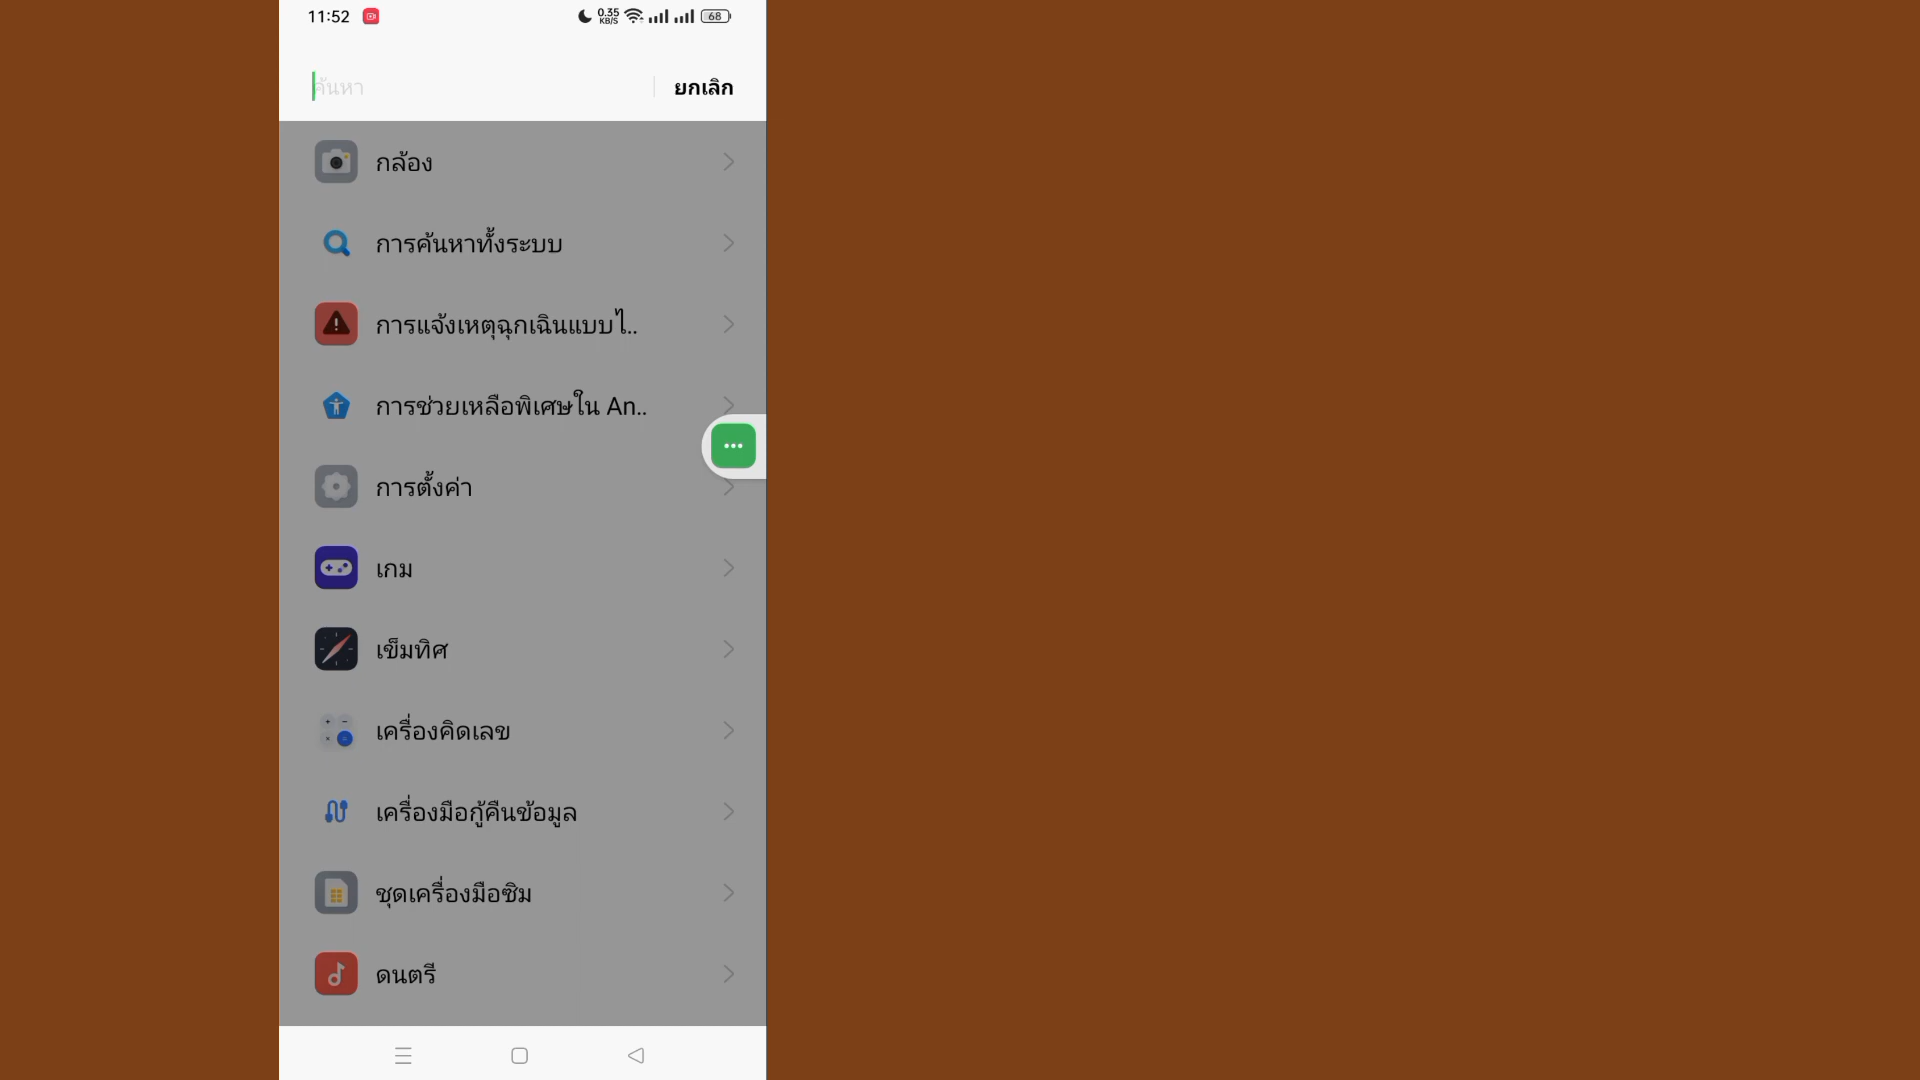 11:52
0.35
KB/S
68
ค้นหา
ยกเลิก
กล้อง
การค้นหาทั้งระบบ
การแจ้งเหตุฉุกเฉินแบบไ..
การช่วยเหลือพิเศษใน An..
การตั้งค่า
เกม
เข็มทิศ
เครื่องคิดเลข
เครื่องมือกู้คืนข้อมูล
ชุดเครื่องมือซิม
ดนตรี